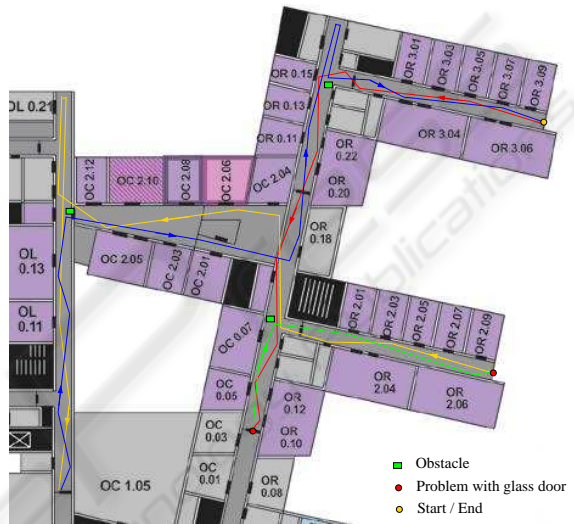 OR 3.01
OR 3.03
OR 3.05
OR 3.07
OR 3.09
OR 0.15
OR 0.13
OR 0.11
OL 0.21
OR 3.04
OR 3.06
OR
0.22
OR
0.20
OC 2.12
OC 2.10
OC 2.08
OC 2.06
OC 2.04
OR
0.18
OC 2.05
OC 2.03
OC 2.01
OL
0.13
OL
0.11
OR 2.01
OR 2.03
OR 2.05
OR 2.07
OR 2.09
OC 0.07
OC
0.05
OR
2.04
OR
2.06
OR
0.12
OR
0.10
OC
0.03
OC
0.01
OR
0.08
OC 1.05
Obstacle
Problem with glass door
Start / End